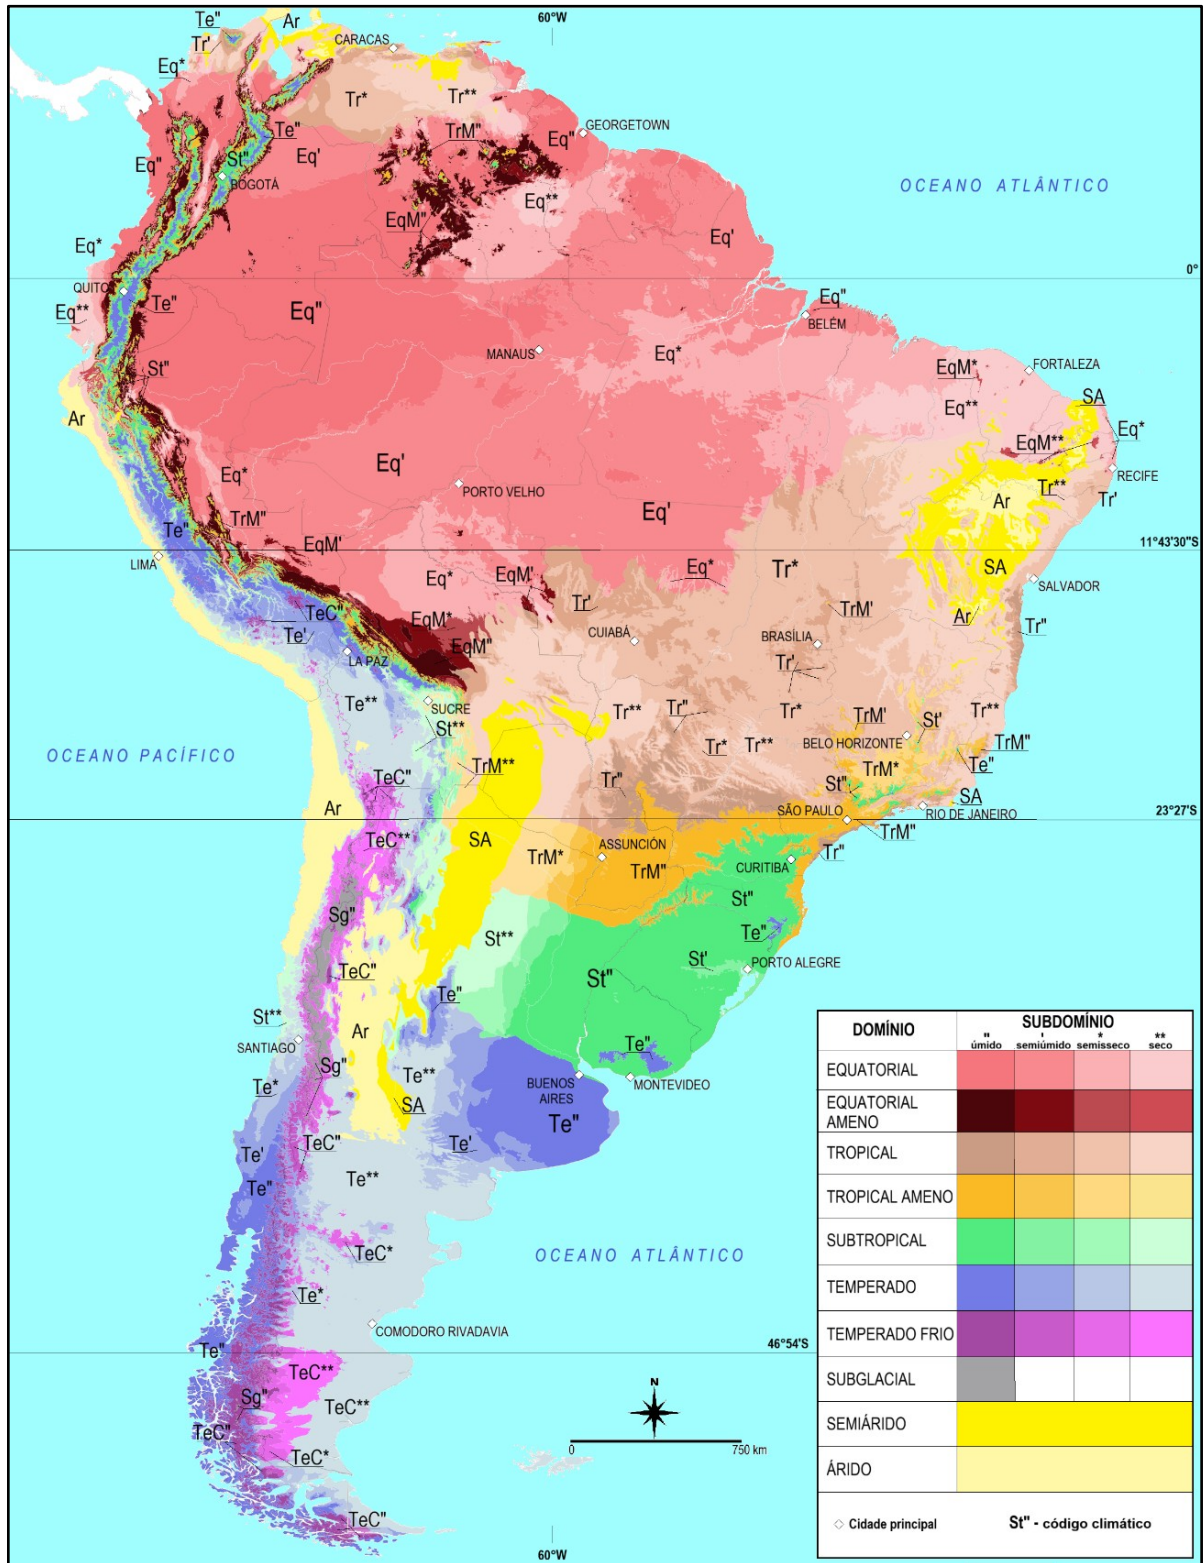 60°W
Te"
Ar
Tr'
CARACAS
Eq*
Tr*
Tr**
TrM"
Eq"
GEORGETOWN
Te"
Eq'
Eq"
St"
BOGOTÁ
OCEANO ATLÂNTICO
Eq**
EqM"
Eq'
Eq*
0°
QUITO
Te"
Eq"
Eq"
BELÉM
Eq**
MANAUS
Eq*
FORTALEZA
EqM*
St"
SA
Ar
Eq**
Eq*
EqM**
RECIFE
Eq*
Eq'
PORTO VELHO
Tr**
Tr'
Ar
Eq'
TrM"
Te"
EqM'
11°43'30"S
LIMA
Tr*
SA
Eq*
EqM'
Eq*
SALVADOR
TeC"
Tr'
TrM'
EqM*
Ar
Tr"
Te'
CUIABÁ
BRASÍLIA
EqM"
LA PAZ
Tr'
Te**
SUCRE
Tr**
Tr"
Tr*
TrM'
St'
Tr**
St**
BELO HORIZONTE
TrM"
OCEANO PACÍFICO
Tr*
Tr**
TrM**
TrM*
Te"
TeC"
Tr"
St"
SA
Ar
SÃO PAULO
RIO DE JANEIRO
23°27'S
TrM"
TeC**
SA
ASSUNCIÓN
TrM*
TrM"
CURITIBA
Tr"
Sg"
St"
St**
Te"
TeC"
St"
St'
PORTO ALEGRE
Te"
St**
Ar
SANTIAGO
Te"
Sg"
Te**
BUENOS
AIRES
MONTEVIDEO
Te*
SA
Te"
TeC"
Te'
Te'
Te**
Te"
TeC*
OCEANO ATLÂNTICO
Te*
COMODORO RIVADAVIA
46°54'S
Te"
TeC**
N
Sg"
TeC**
TeC"
TeC*
0
750 km
TeC"
60°W
DOMÍNIO
SUBDOMÍNIO
" ' * **
úmido semiúmido semisseco seco
EQUATORIAL
EQUATORIAL
AMENO
TROPICAL
TROPICAL AMENO
SUBTROPICAL
TEMPERADO
TEMPERADO FRIO
SUBGLACIAL
SEMIÁRIDO
ÁRIDO
Cidade principal
St" - código climático